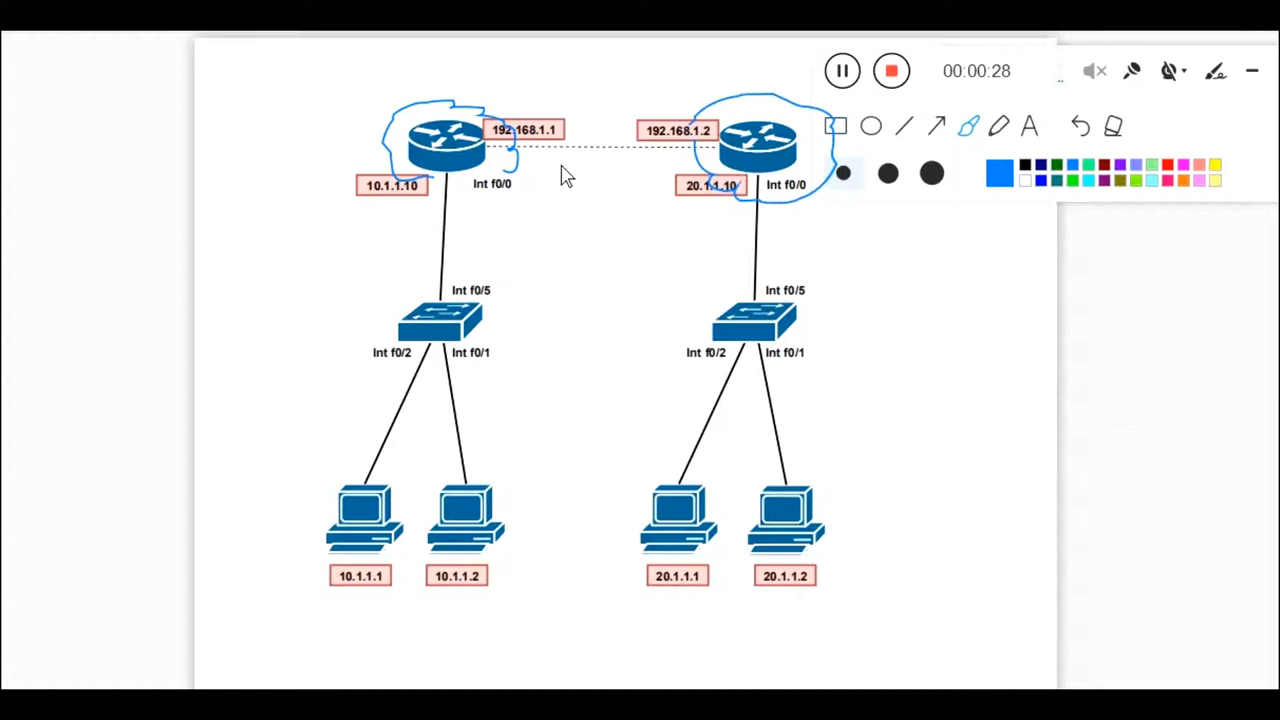 00:00:28
192.168.1.1
192.168.1.2
10.1.1.10
Int f0/0
20.1.1.10
Int f0/0
Int f0/5
Int f0/5
Int f0/2
Int f0/1
Int f0/2
Int f0/1
10.1.1.1
10.1.1.2
20.1.1.1
20.1.1.2